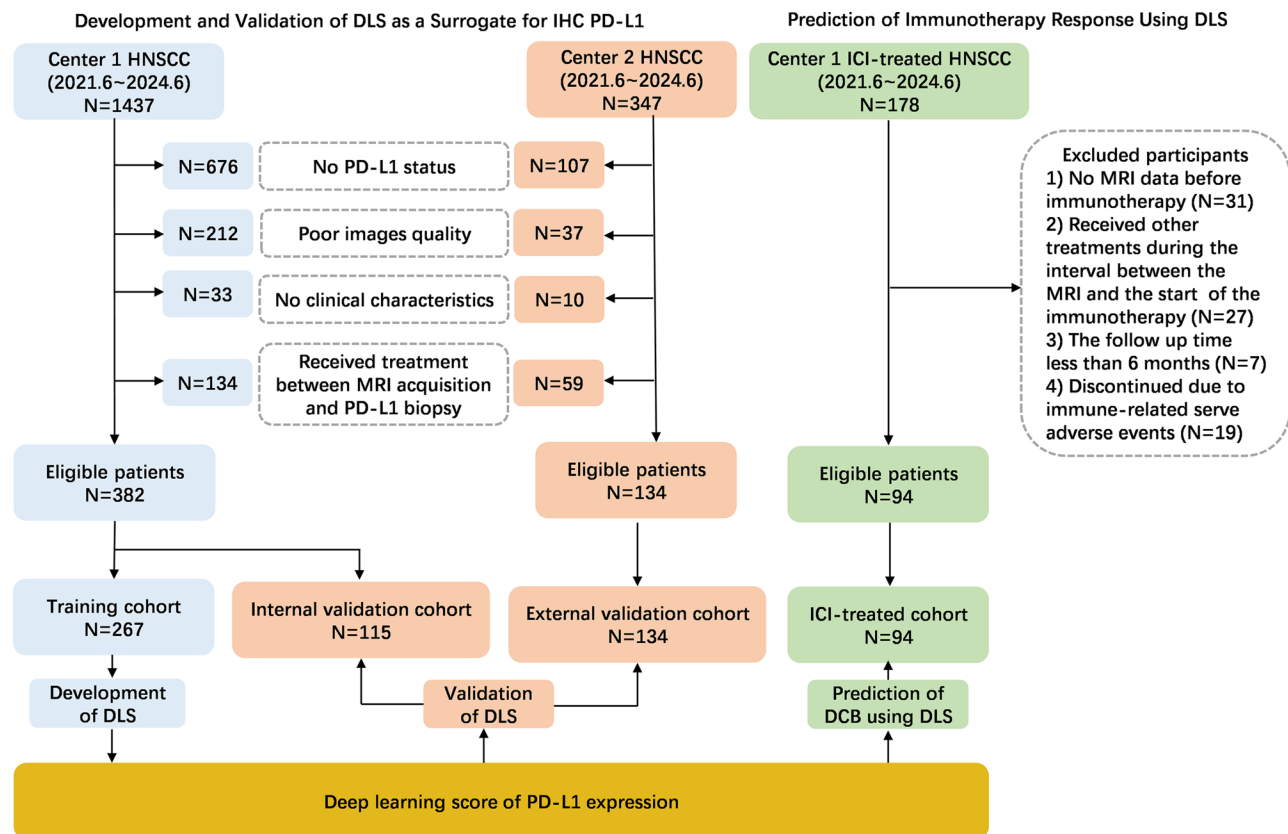 Development and Validation of DLS as a Surrogate for IHC PD-L1
Prediction of Immunotherapy Response Using DLS
Center 1 HNSCC
(2021.6~2024.6)
N=1437
Center 2 HNSCC
(2021.6~2024.6)
N=347
Center 1 ICI-treated HNSCC
(2021.6~2024.6)
N=178
N=676
No PD-L1 status
N=107
N=212
Poor images quality
N=37
N=33
No clinical characteristics
N=10
N=134
Received treatment
between MRI acquisition
and PD-L1 biopsy
N=59
Excluded participants
1) No MRI data before
immunotherapy (N=31)
2) Received other
treatments during the
interval between the
MRI and the start of the
immunotherapy
(N=27)
3) The follow up time
less than 6 months (N=7)
4) Discontinued due to
immune-related serve
adverse events (N=19)
Eligible patients
N=382
Eligible patients
N=134
Eligible patients
N=94
Training cohort
N=267
Internal validation cohort
N=115
External validation cohort
N=134
ICI-treated cohort
N=94
Development
of DLS
Validation
of DLS
Prediction of
DCB using DLS
Deep learning score of PD-L1 expression